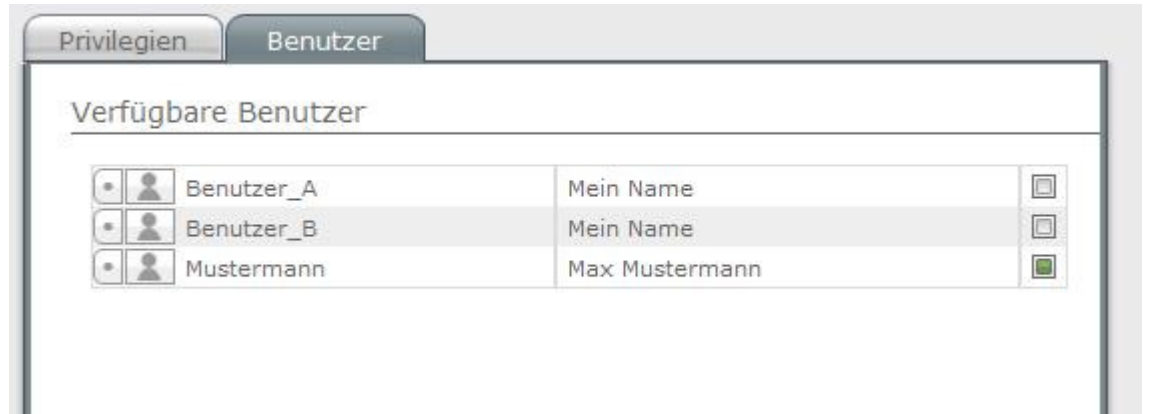 Privilegien Benutzer
Verfügbare Benutzer
Benutzer_A Mein Name
Benutzer_B Mein Name
Mustermann Max Mustermann